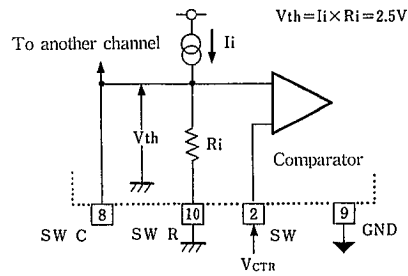 Vth=Ii×Ri=2.5V
To another channel
Ii
Vth
Ri
Comparator
8
10
2
9
SW C
SW R
SW
GND
VCTR